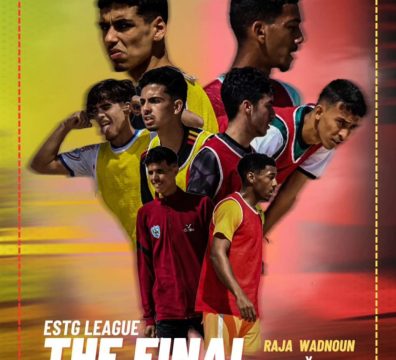 ESTG LEAGUE
THE FINAL
RAJA WADNOUN
X